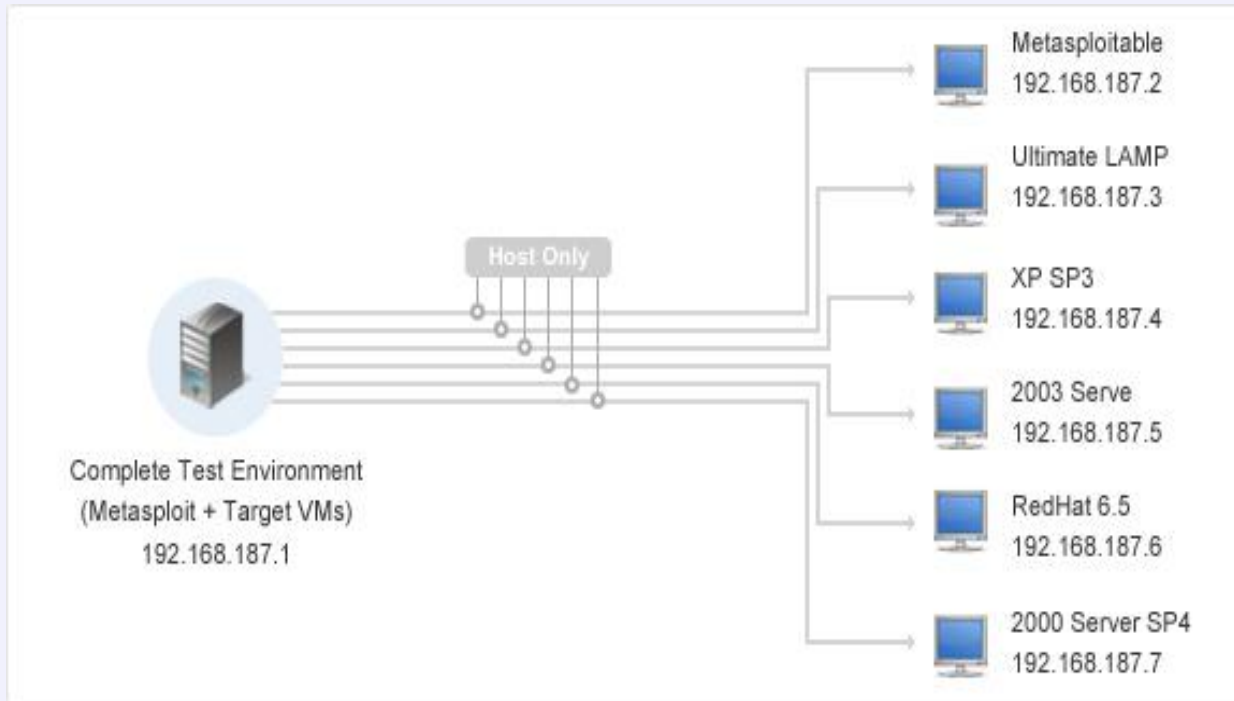 Metasploitable
192.168.187.2
Ultimate LAMP
192.168.187.3
Host Only
XP SP3
192.168.187.4
2003 Serve
192.168.187.5
Complete Test Environment
(Metasploit + Target VMs)
192.168.187.1
RedHat 6.5
192.168.187.6
2000 Server SP4
192.168.187.7